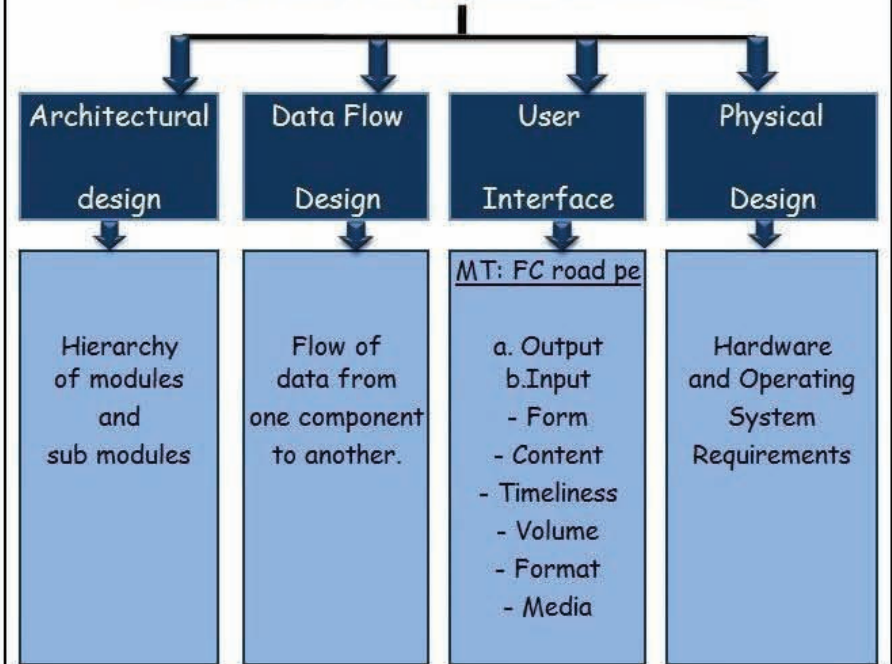 Architectural
design
Data Flow
Design
User
Interface
Physical
Design
Hierarchy
of modules
and
sub modules
Flow of
data from
one component
to another.
MT: FC road pe
a. Output
b.Input
- Form
- Content
- Timeliness
- Volume
- Format
- Media
Hardware
and Operating
System
Requirements